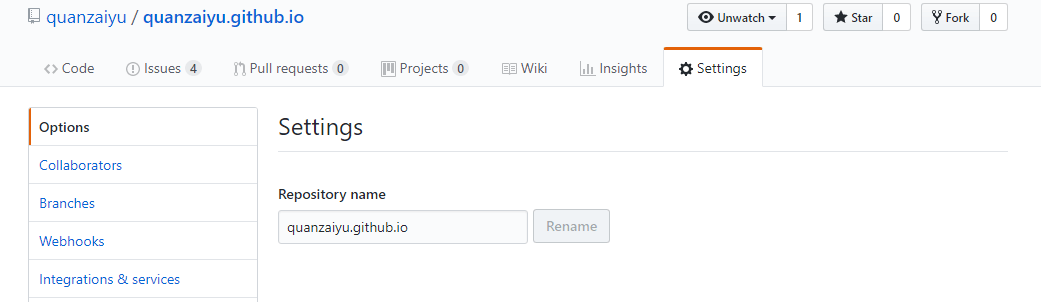 quanzaiyu / quanzaiyu.github.io
Unwatch 1 Star 0 Fork 0
Code Issues 4 Pull requests 0 Projects 0 Wiki Insights Settings
Options
Collaborators
Branches
Webhooks
Integrations & services
Settings
Repository name
quanzaiyu.github.io Rename